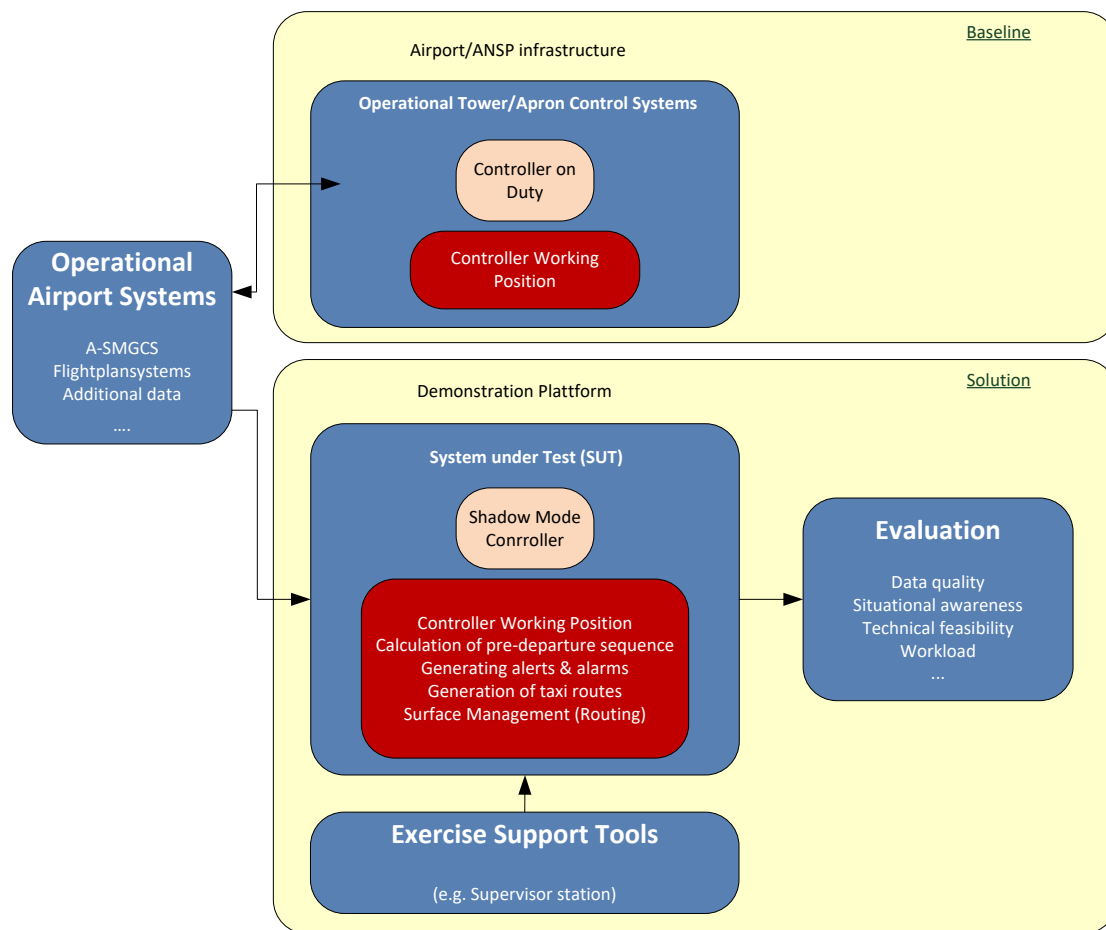 Baseline
Airport/ANSP infrastructure
Operational Tower/Apron Control Systems
Controller on
Duty
Controller Working
Position
Operational
Airport Systems
A-SMGCS
Flightplansystems
Additional data
....
Solution
Demonstration Plattform
System under Test (SUT)
Shadow Mode
Conrroller
Controller Working Position
Calculation of pre-departure sequence
Generating alerts & alarms
Generation of taxi routes
Surface Management (Routing)
Evaluation
Data quality
Situational awareness
Technical feasibility
Workload
...
Exercise Support Tools
(e.g. Supervisor station)